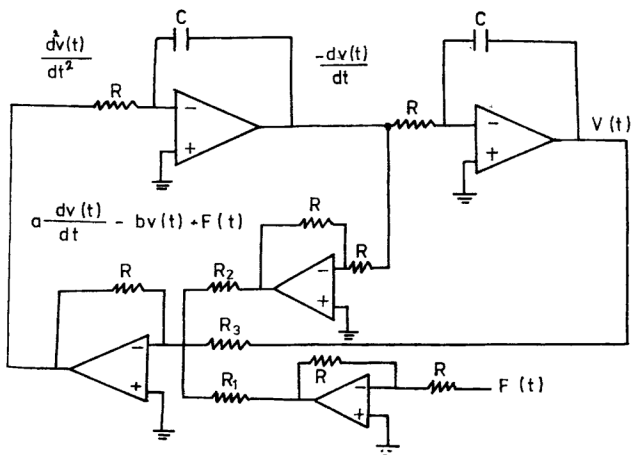 C
C
d²v(t)
dt²
-dv(t)
dt
R
−
+
R
−
+
V(t)
a dv(t)
dt
- bv(t) + F(t)
R
R
R
−
+
R₂
R₃
R₁
−
+
R
−
+
R
F(t)